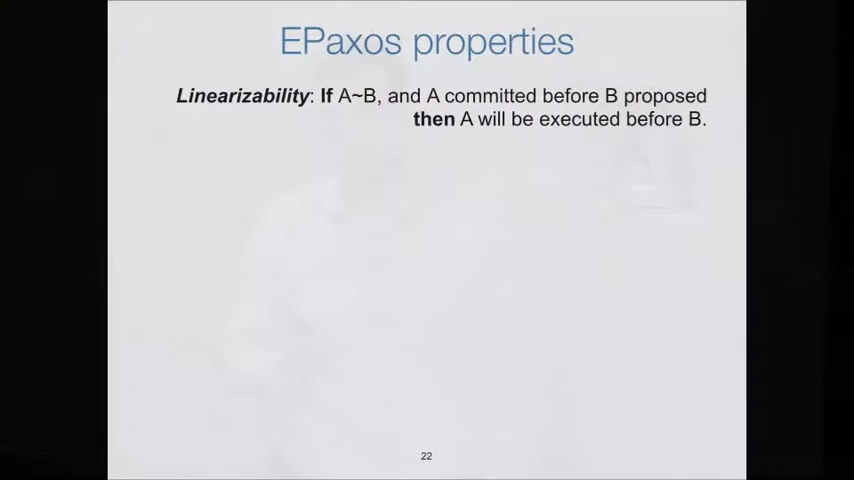 EPaxos properties
Linearizability: If A~B, and A committed before B proposed
then A will be executed before B.
22